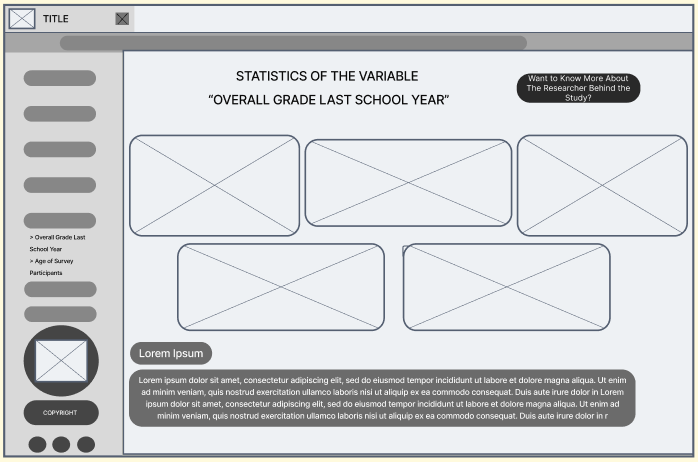 TITLE
STATISTICS OF THE VARIABLE
“OVERALL GRADE LAST SCHOOL YEAR”
Want to Know More About
The Researcher Behind the
Study?
> Overall Grade Last
School Year
> Age of Survey
Participants
COPYRIGHT
Lorem Ipsum
Lorem ipsum dolor sit amet, consectetur adipiscing elit, sed do eiusmod tempor incididunt ut labore et dolore magna aliqua. Ut enim
ad minim veniam, quis nostrud exercitation ullamco laboris nisi ut aliquip ex ea commodo consequat. Duis aute irure dolor in Lorem
ipsum dolor sit amet, consectetur adipiscing elit, sed do eiusmod tempor incididunt ut labore et dolore magna aliqua. Ut enim ad
minim veniam, quis nostrud exercitation ullamco laboris nisi ut aliquip ex ea commodo consequat. Duis aute irure dolor in r